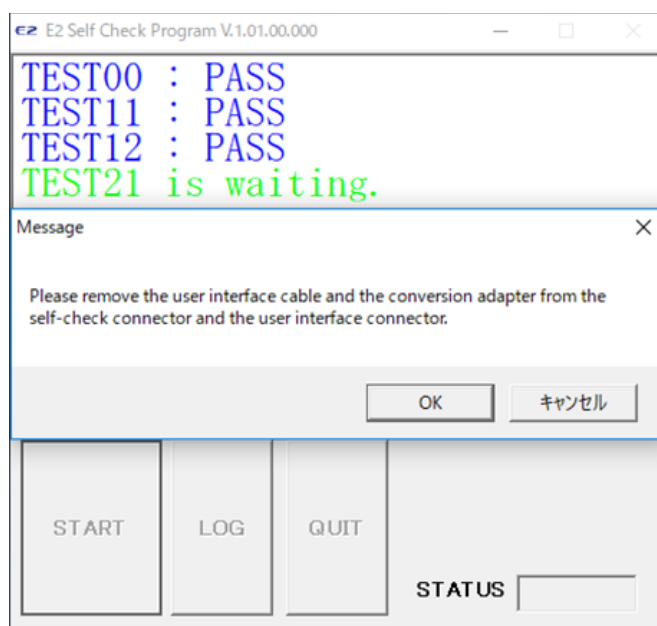 E2 E2 Self Check Program V.1.01.00.000
TEST00 : PASS
TEST11 : PASS
TEST12 : PASS
TEST21 is waiting.
Message
Please remove the user interface cable and the conversion adapter from the
self-check connector and the user interface connector.
OK キャンセル
START LOG QUIT
STATUS